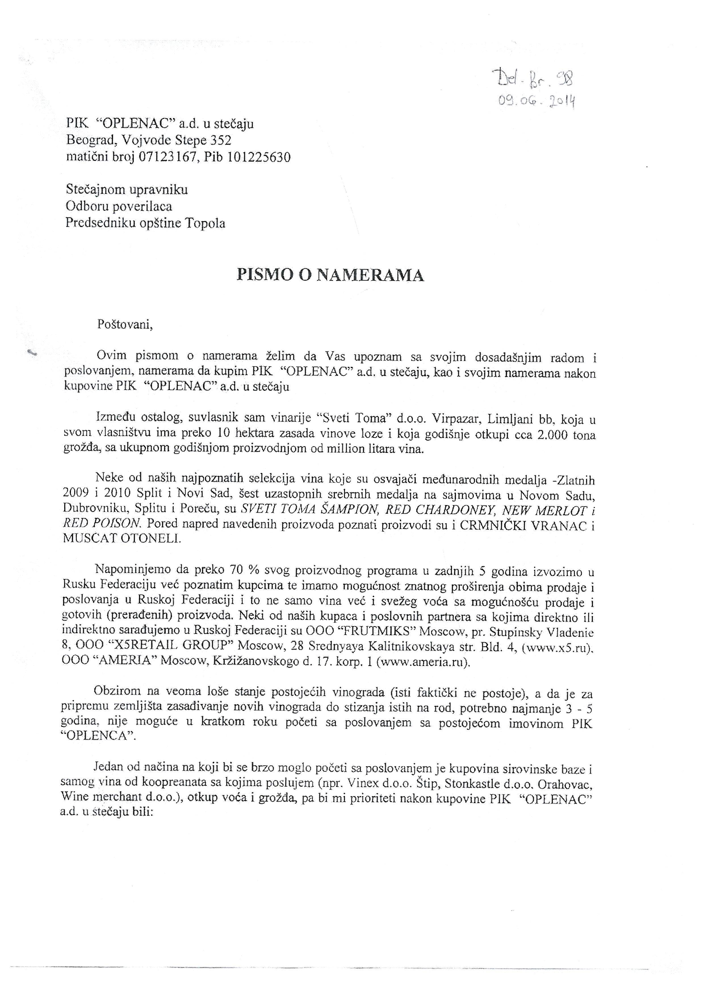 Del. Br. 98
09.06.2014
PIK “OPLENAC” a.d. u stečaju
Beograd, Vojvode Stepe 352
matični broj 07123167, Pib 101225630
Stečajnom upravniku
Odboru poverilaca
Predsedniku opštine Topola
PISMO O NAMERAMA
Poštovani,
Ovim pismom o namerama želim da Vas upoznam sa svojim dosadašnjim radom i
poslovanjem, namerama da kupim PIK “OPLENAC” a.d. u stečaju, kao i svojim namerama nakon
kupovine PIK “OPLENAC” a.d. u stečaju
Između ostalog, suvlasnik sam vinarije “Sveti Toma” d.o.o. Virpazar, Limljani bb, koja u
svom vlasništvu ima preko 10 hektara zasada vinove loze i koja godišnje otkupi cca 2.000 tona
grožđa, sa ukupnom godišnjom proizvodnjom od million litara vina.
Neke od naših najpoznatih selekcija vina koje su osvajači međunarodnih medalja -Zlatnih
2009 i 2010 Split i Novi Sad, šest uzastopnih srebrnih medalja na sajmovima u Novom Sadu,
Dubrovniku, Splitu i Poreču, su SVETI TOMA ŠAMPION, RED CHARDONEY, NEW MERLOT i
RED POISON. Pored napred navedenih proizvoda poznati proizvodi su i CRMNIČKI VRANAC i
MUSCAT OTONELI.
Napominjemo da preko 70 % svog proizvodnog programa u zadnjih 5 godina izvozimo u
Rusku Federaciju već poznatim kupcima te imamo mogućnost znatnog proširenja obima prodaje i
poslovanja u Ruskoj Federaciji i to ne samo vina već i svežeg voća sa mogućnošću prodaje i
gotovih (prerađenih) proizvoda. Neki od naših kupaca i poslovnih partnera sa kojima direktno ili
indirektno sarađujemo u Ruskoj Federaciji su OOO “FRUTMIKS” Moscow, pr. Stupinsky Vladenie
8, OOO “X5RETAIL GROUP” Moscow, 28 Srednyaya Kalitnikovskaya str. Bld. 4, (www.x5.ru),
OOO “AMERIA” Moscow, Kržižanovskogo d. 17. korp. 1 (www.ameria.ru).
Obzirom na veoma loše stanje postojećih vinograda (isti faktički ne postoje), a da je za
pripremu zemljišta zasađivanje novih vinograda do stizanja istih na rod, potrebno najmanje 3 - 5
godina, nije moguće u kratkom roku početi sa poslovanjem sa postojećom imovinom PIK
“OPLENCA”.
Jedan od načina na koji bi se brzo moglo početi sa poslovanjem je kupovina sirovinske baze i
samog vina od koopreanata sa kojima poslujem (npr. Vinex d.o.o. Štip, Stonkastle d.o.o. Orahovac,
Wine merchant d.o.o.), otkup voća i grožđa, pa bi mi prioriteti nakon kupovine PIK “OPLENAC”
a.d. u stečaju bili: